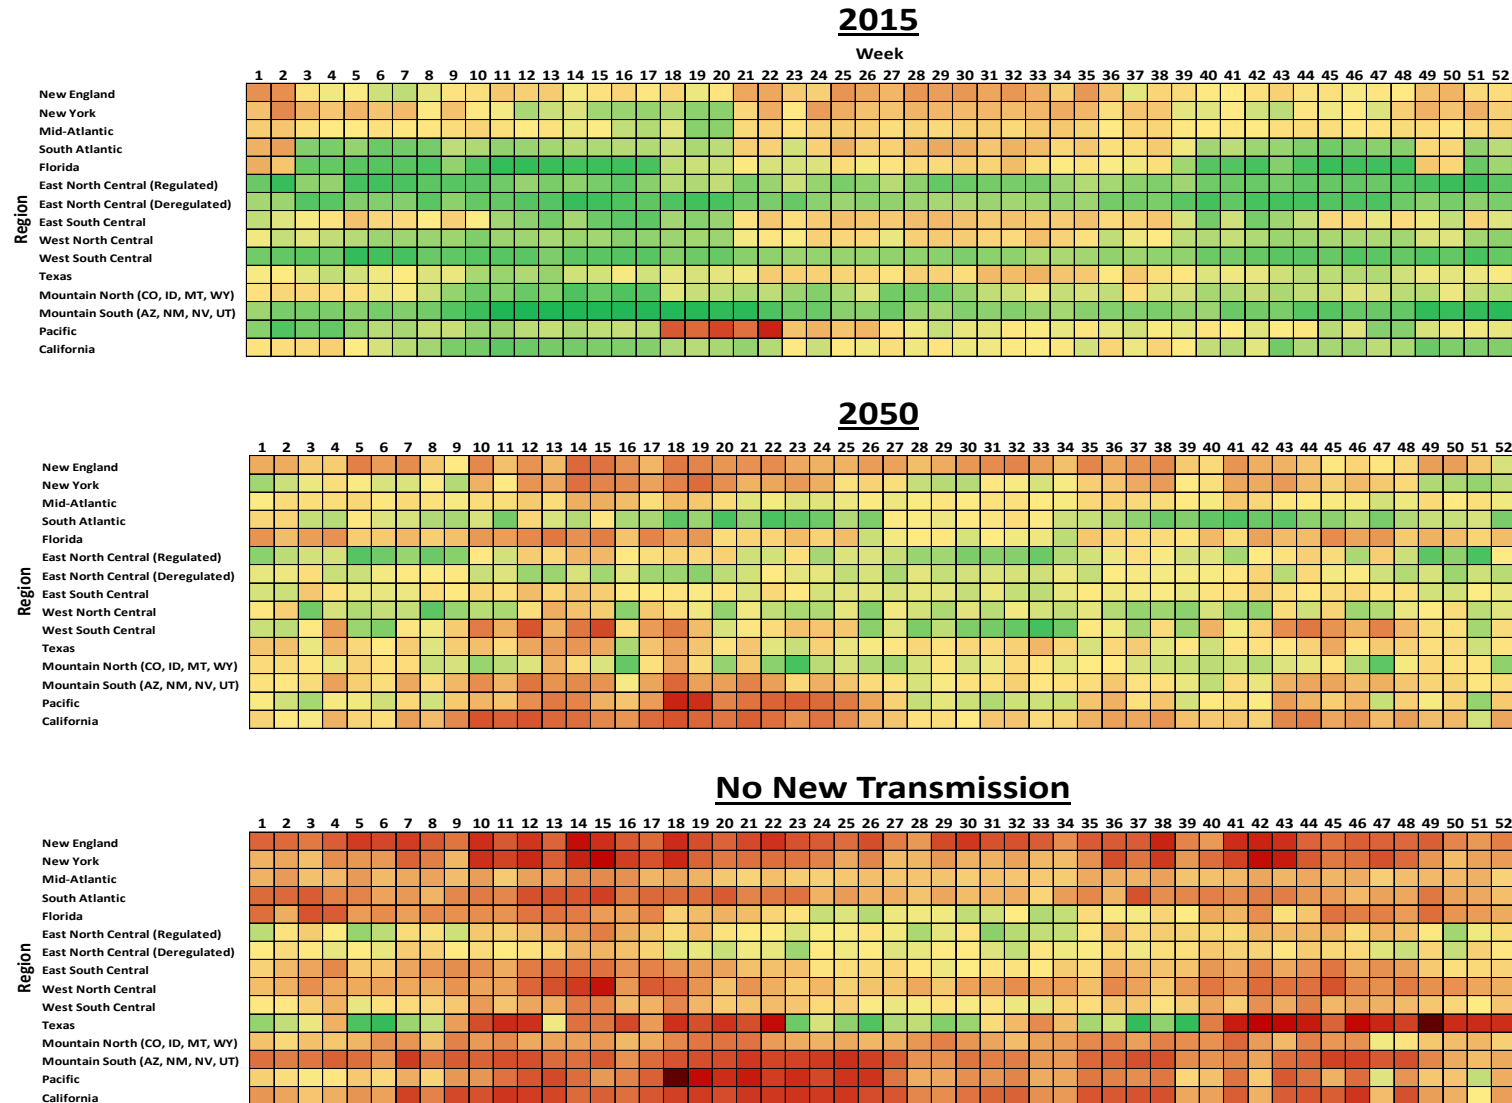 2015
Week
1 2 3 4 5 6 7 8 9 10 11 12 13 14 15 16 17 18 19 20 21 22 23 24 25 26 27 28 29 30 31 32 33 34 35 36 37 38 39 40 41 42 43 44 45 46 47 48 49 50 51 52
Region
New England
New York
Mid-Atlantic
South Atlantic
Florida
East North Central (Regulated)
East North Central (Deregulated)
East South Central
West North Central
West South Central
Texas
Mountain North (CO, ID, MT, WY)
Mountain South (AZ, NM, NV, UT)
Pacific
California
2050
1 2 3 4 5 6 7 8 9 10 11 12 13 14 15 16 17 18 19 20 21 22 23 24 25 26 27 28 29 30 31 32 33 34 35 36 37 38 39 40 41 42 43 44 45 46 47 48 49 50 51 52
Region
New England
New York
Mid-Atlantic
South Atlantic
Florida
East North Central (Regulated)
East North Central (Deregulated)
East South Central
West North Central
West South Central
Texas
Mountain North (CO, ID, MT, WY)
Mountain South (AZ, NM, NV, UT)
Pacific
California
No New Transmission
1 2 3 4 5 6 7 8 9 10 11 12 13 14 15 16 17 18 19 20 21 22 23 24 25 26 27 28 29 30 31 32 33 34 35 36 37 38 39 40 41 42 43 44 45 46 47 48 49 50 51 52
Region
New England
New York
Mid-Atlantic
South Atlantic
Florida
East North Central (Regulated)
East North Central (Deregulated)
East South Central
West North Central
West South Central
Texas
Mountain North (CO, ID, MT, WY)
Mountain South (AZ, NM, NV, UT)
Pacific
California